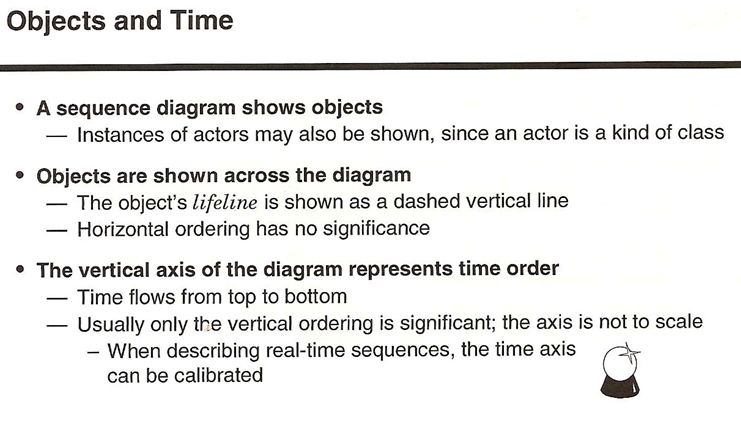 Objects and Time
• A sequence diagram shows objects
— Instances of actors may also be shown, since an actor is a kind of class
• Objects are shown across the diagram
— The object's lifeline is shown as a dashed vertical line
— Horizontal ordering has no significance
• The vertical axis of the diagram represents time order
— Time flows from top to bottom
— Usually only the vertical ordering is significant; the axis is not to scale
– When describing real-time sequences, the time axis
can be calibrated